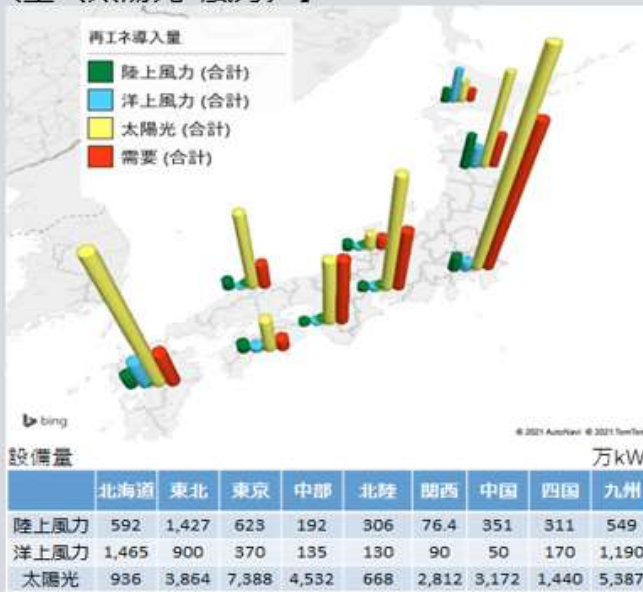 再エネ導入量
陸上風力 (合計)
洋上風力 (合計)
太陽光 (合計)
需要 (合計)
bing
© 2021 AutoNavi © 2021 TomTom
設備量 万kW
北海道 東北 東京 中部 北陸 関西 中国 四国 九州
陸上風力 592 1,427 623 192 306 76.4 351 311 549
洋上風力 1,465 900 370 135 130 90 50 170 1,190
太陽光 936 3,864 7,388 4,532 668 2,812 3,172 1,440 5,387